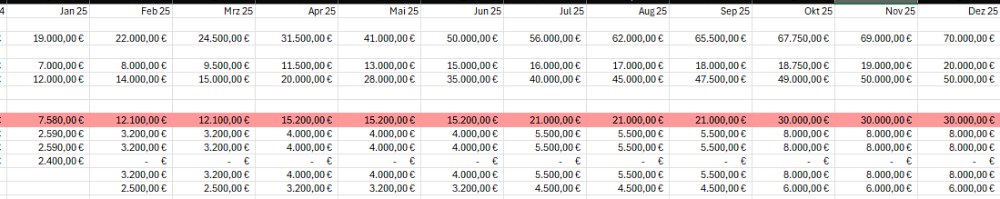 4 Jan 25 Feb 25 Mrz 25 Apr 25 Mai 25 Jun 25 Jul 25 Aug 25 Sep 25 Okt 25 Nov 25 Dez 25
€ 19.000,00 € 22.000,00 € 24.500,00 € 31.500,00 € 41.000,00 € 50.000,00 € 56.000,00 € 62.000,00 € 65.500,00 € 67.750,00 € 69.000,00 € 70.000,00 €
€ 7.000,00 € 8.000,00 € 9.500,00 € 11.500,00 € 13.000,00 € 15.000,00 € 16.000,00 € 17.000,00 € 18.000,00 € 18.750,00 € 19.000,00 € 20.000,00 €
€ 12.000,00 € 14.000,00 € 15.000,00 € 20.000,00 € 28.000,00 € 35.000,00 € 40.000,00 € 45.000,00 € 47.500,00 € 49.000,00 € 50.000,00 € 50.000,00 €
€ 7.580,00 € 12.100,00 € 12.100,00 € 15.200,00 € 15.200,00 € 15.200,00 € 21.000,00 € 21.000,00 € 21.000,00 € 30.000,00 € 30.000,00 € 30.000,00 €
€ 2.590,00 € 3.200,00 € 3.200,00 € 4.000,00 € 4.000,00 € 4.000,00 € 5.500,00 € 5.500,00 € 5.500,00 € 8.000,00 € 8.000,00 € 8.000,00 €
€ 2.590,00 € 3.200,00 € 3.200,00 € 4.000,00 € 4.000,00 € 4.000,00 € 5.500,00 € 5.500,00 € 5.500,00 € 8.000,00 € 8.000,00 € 8.000,00 €
€ 2.400,00 € - € - € - € - € - € - € - € - € - € - € - €
3.200,00 € 3.200,00 € 4.000,00 € 4.000,00 € 4.000,00 € 5.500,00 € 5.500,00 € 5.500,00 € 8.000,00 € 8.000,00 € 8.000,00 €
2.500,00 € 2.500,00 € 3.200,00 € 3.200,00 € 3.200,00 € 4.500,00 € 4.500,00 € 4.500,00 € 6.000,00 € 6.000,00 € 6.000,00 €